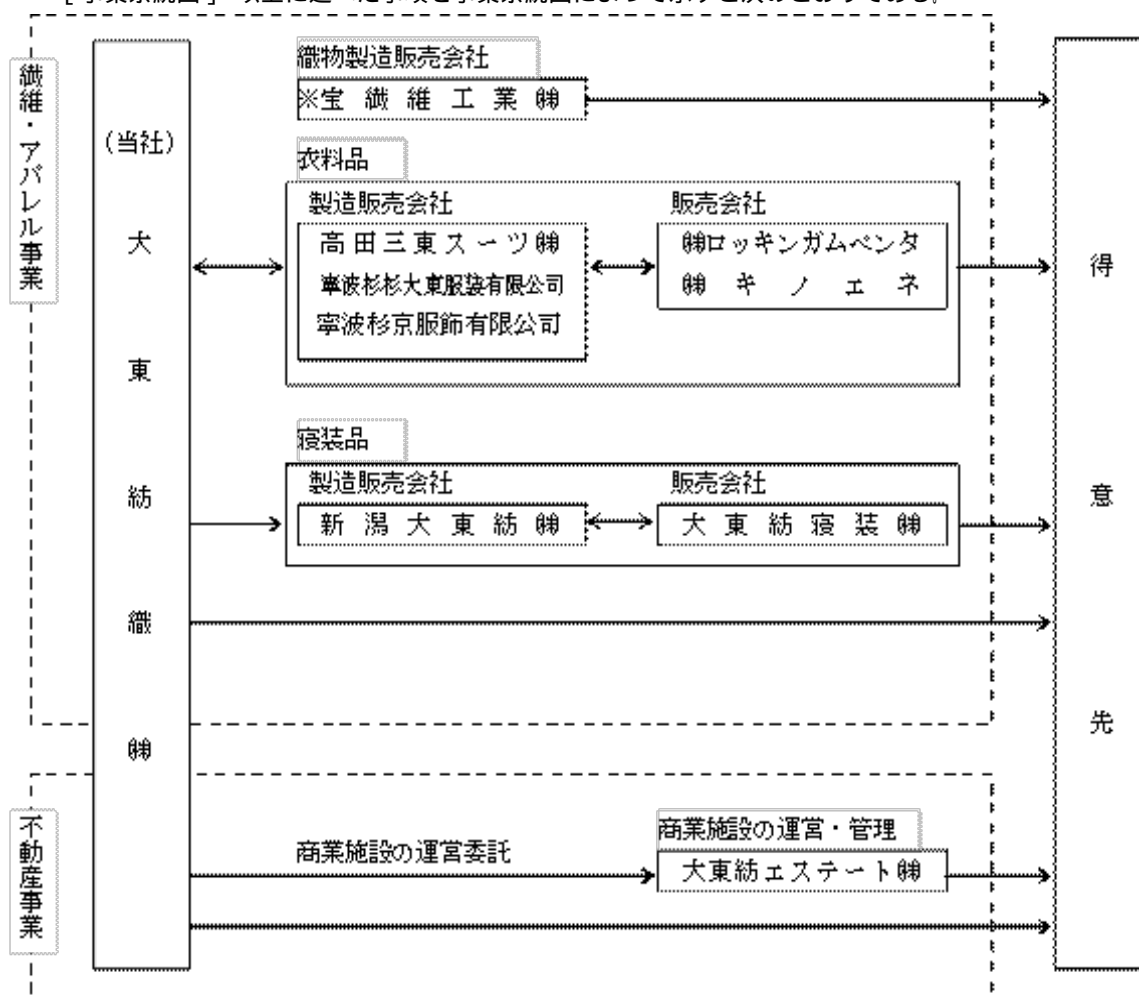 繊維・アパレル事業
(当社)
大東紡織㈱
織物製造販売会社
※宝繊維工業㈱
衣料品
製造販売会社
高田三東スーツ㈱
寧波杉杉大東服装有限公司
寧波杉京服飾有限公司
販売会社
㈱ロッキンガムペンタ
㈱キノエネ
寝装品
製造販売会社
新潟大東紡㈱
販売会社
大東紡寝装㈱
得意先
不動産事業
商業施設の運営委託
商業施設の運営・管理
大東紡エステート㈱